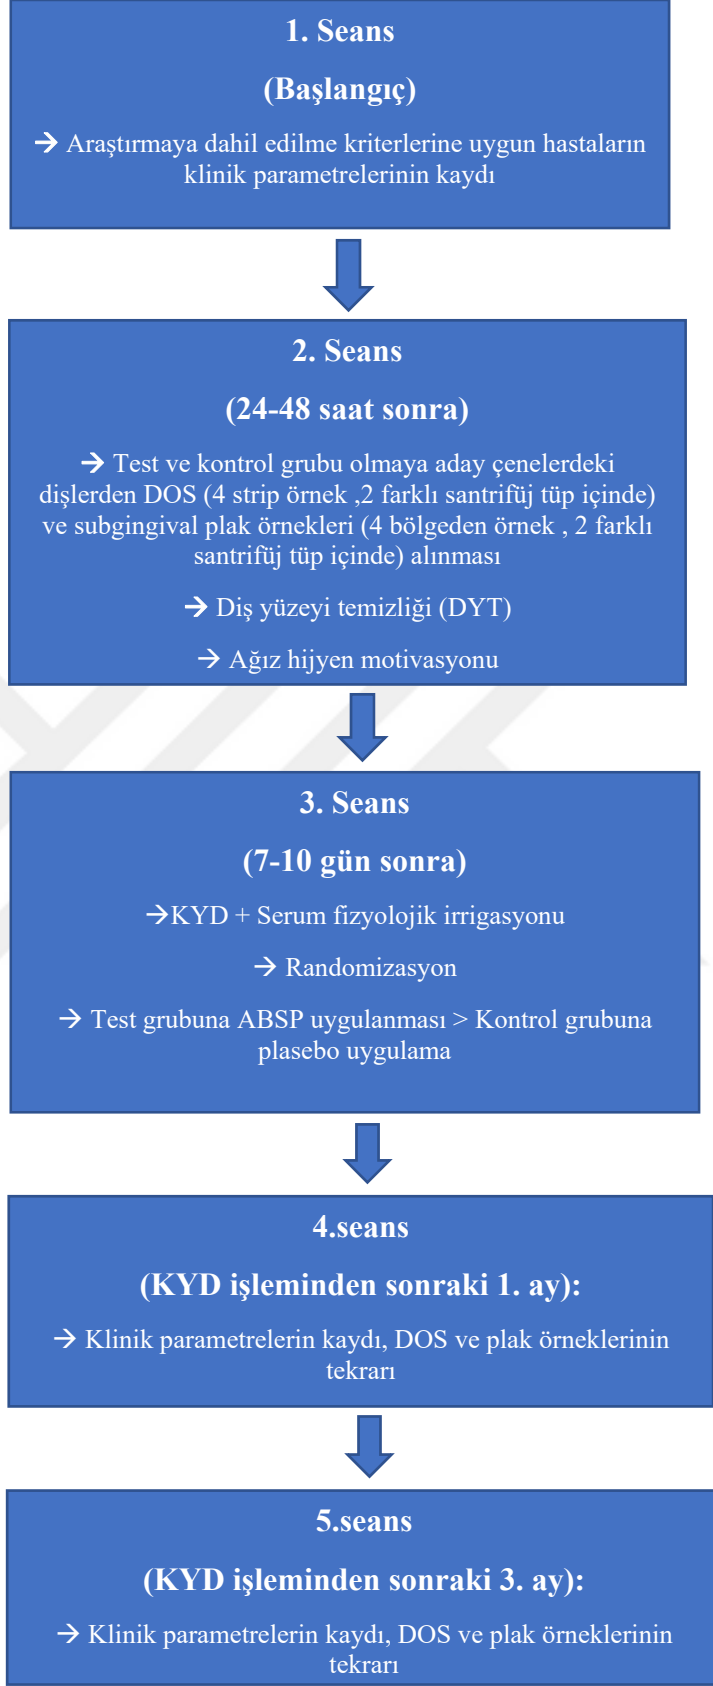 1. Seans
(Başlangıç)
→ Araştırmaya dahil edilme kriterlerine uygun hastaların
klinik parametrelerinin kaydı
2. Seans
(24-48 saat sonra)
→ Test ve kontrol grubu olmaya aday çenelerdeki
dişlerden DOS (4 strip örnek ,2 farklı santrifüj tüp içinde)
ve subgingival plak örnekleri (4 bölgeden örnek , 2 farklı
santrifüj tüp içinde) alınması
→ Diş yüzeyi temizliği (DYT)
→ Ağız hijyen motivasyonu
3. Seans
(7-10 gün sonra)
→KYD + Serum fizyolojik irrigasyonu
→ Randomizasyon
→ Test grubuna ABSP uygulanması > Kontrol grubuna
plasebo uygulama
4.seans
(KYD işleminden sonraki 1. ay):
→ Klinik parametrelerin kaydı, DOS ve plak örneklerinin
tekrarı
5.seans
(KYD işleminden sonraki 3. ay):
→ Klinik parametrelerin kaydı, DOS ve plak örneklerinin
tekrarı